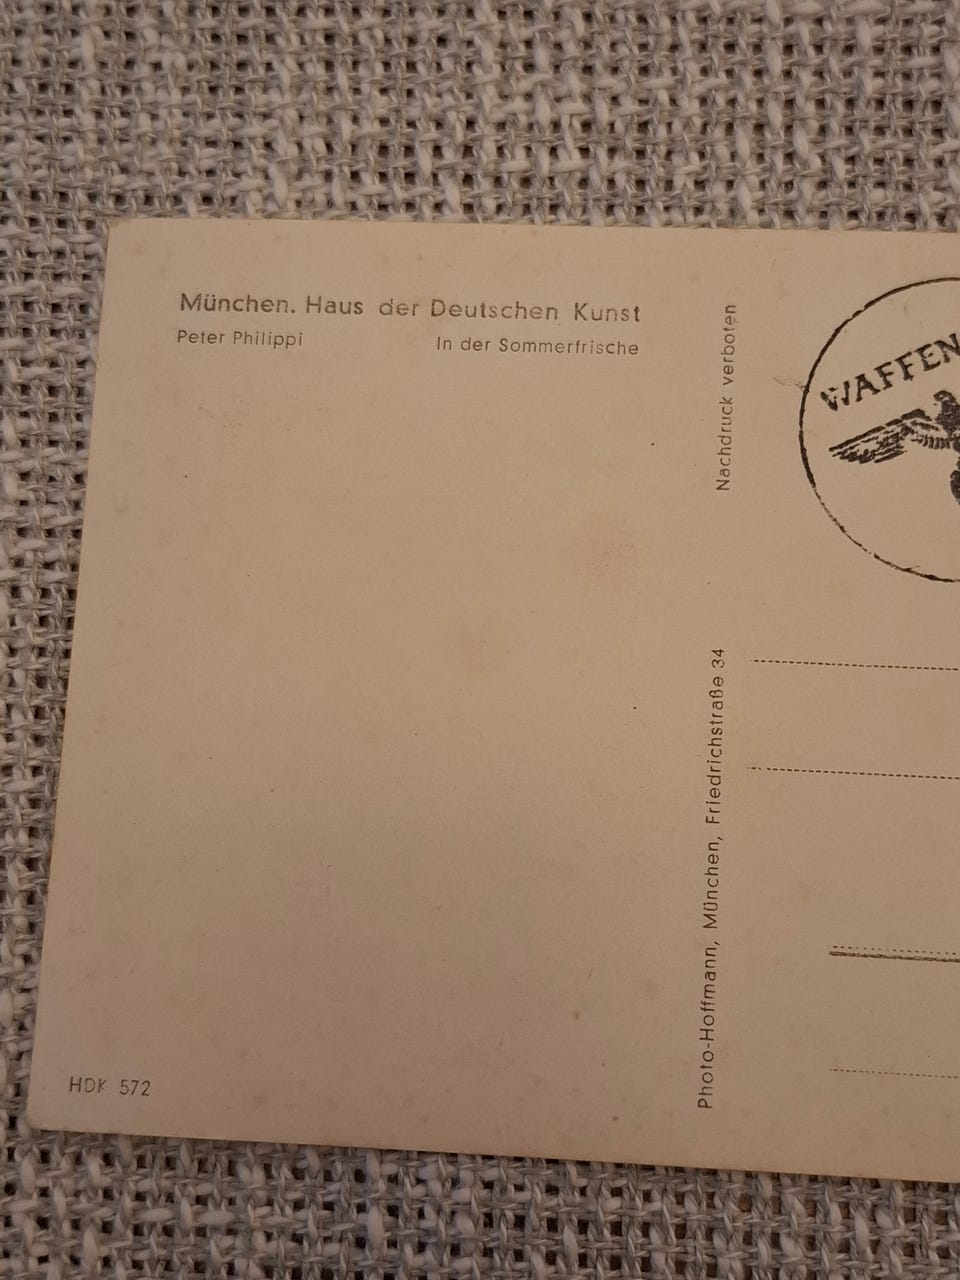 München. Haus der Deutschen Kunst
Peter Philippi In der Sommerfrische
Nachdruck verboten
Photo-Hoffmann, München, Friedrichstraße 34
WAFFEN
HDK 572